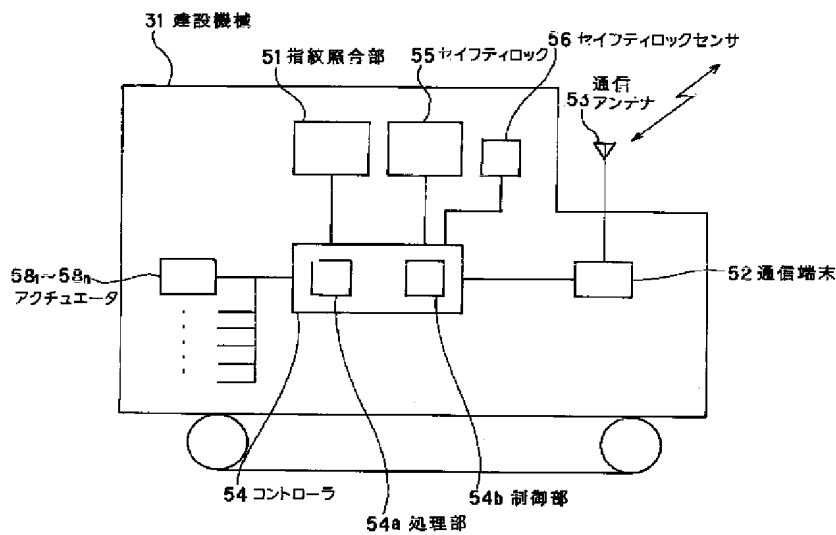 31 建設機械
51 指紋照合部
55 セイフティロック
56 セイフティロックセンサ
通信
53 アンテナ
58₁~58ₙ
アクチュエータ
52 通信端末
54 コントローラ
54a 処理部
54b 制御部